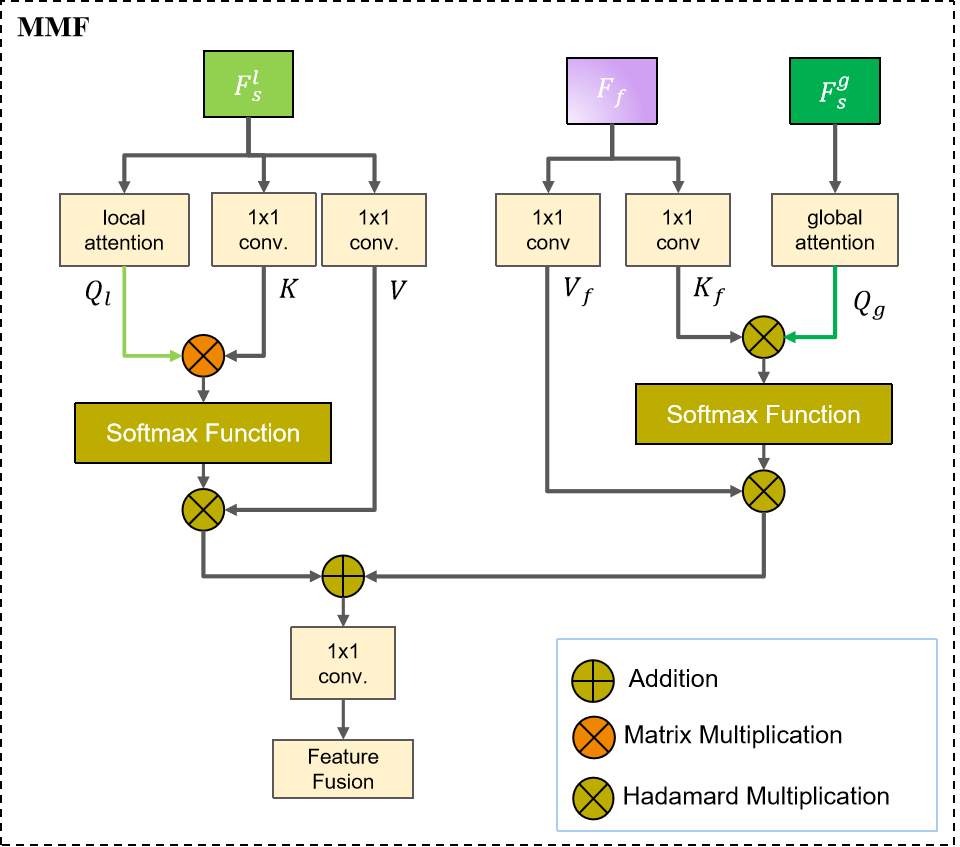 MMF
F_s^l
F_f
F_s^g
local
attention
1x1
conv.
1x1
conv.
1x1
conv
1x1
conv
global
attention
Q_l
K
V
V_f
K_f
Q_g
Softmax Function
Softmax Function
1x1
conv.
Feature
Fusion
Addition
Matrix Multiplication
Hadamard Multiplication